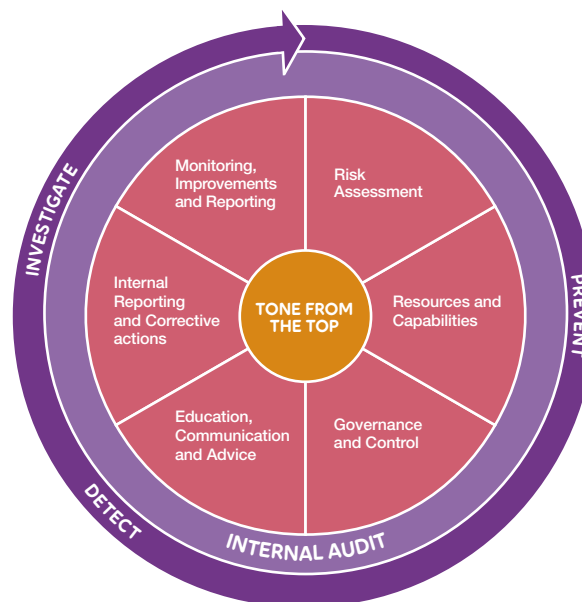 Monitoring,
Improvements
and Reporting
Risk
Assessment
INVESTIGATE
Internal
Reporting
and Corrective
actions
TONE FROM
THE TOP
Resources and
Capabilities
PREVENT
Education,
Communication
and Advice
Governance
and Control
DETECT
INTERNAL AUDIT